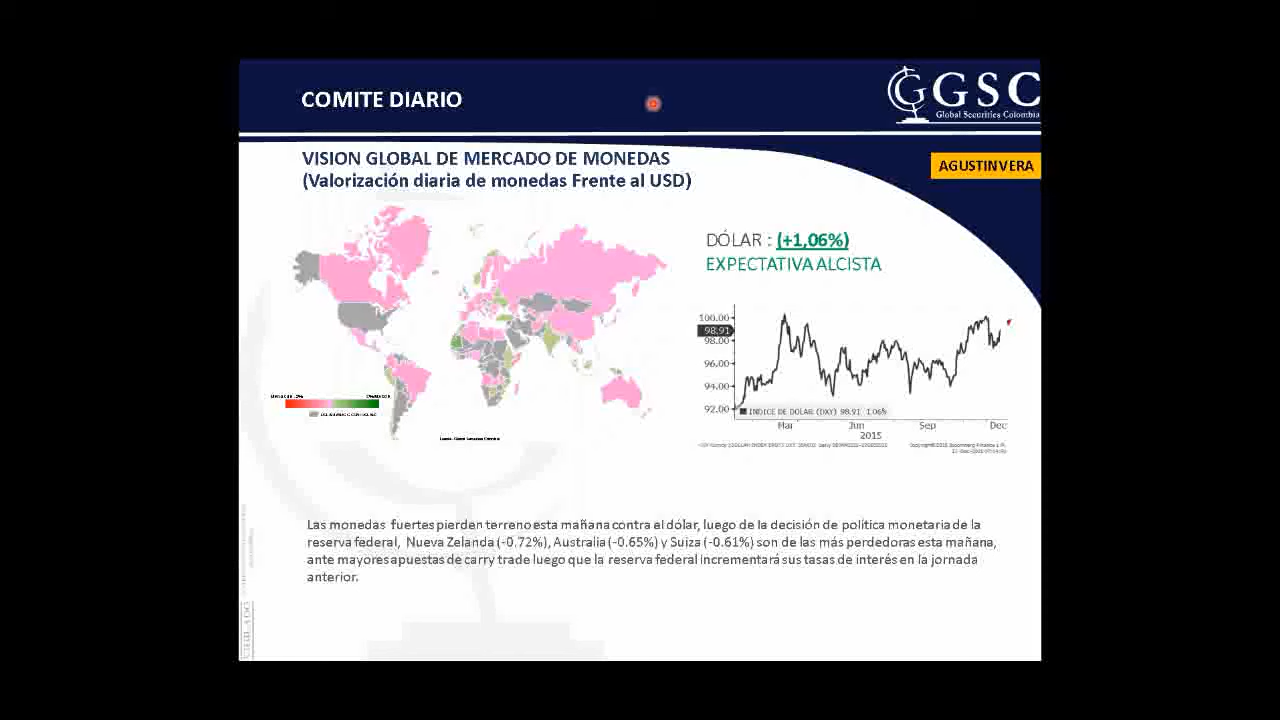 COMITE DIARIO
GSC
Global Securities Colombia
AGUSTIN VERA
VISION GLOBAL DE MERCADO DE MONEDAS
(Valorización diaria de monedas Frente al USD)
DÓLAR : (+1,06%)
EXPECTATIVA ALCISTA
100.00
98.91
98.00
96.00
94.00
92.00
INDICE DE DOLAR (DXY) 98.91 1.06%
Mar Jun Sep Dec
2015
Las monedas fuertes pierden terreno esta mañana contra el dolar, luego de la decisión de política monetaria de la
reserva federal, Nueva Zelanda (-0.72%), Australia (-0.65%) y Suiza (-0.61%) son de las más perdedoras esta mañana,
ante mayores apuestas de carry trade luego que la reserva federal incrementará sus tasas de interés en la jornada
anterior.